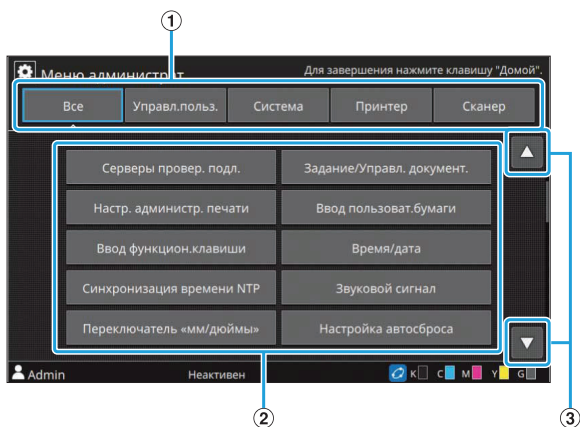 1
Меню администрат.
Для завершения нажмите клавишу "Домой".
Все Управл.польз. Система Принтер Сканер
Серверы провер. подл. Задание/Управл. документ.
Настр. администр. печати Ввод пользоват.бумаги
Ввод функцион.клавиши Время/дата
Синхронизация времени NTP Звуковой сигнал
Переключатель «мм/дюймы» Настройка автосброса
Admin Неактивен K C M Y G
2 3